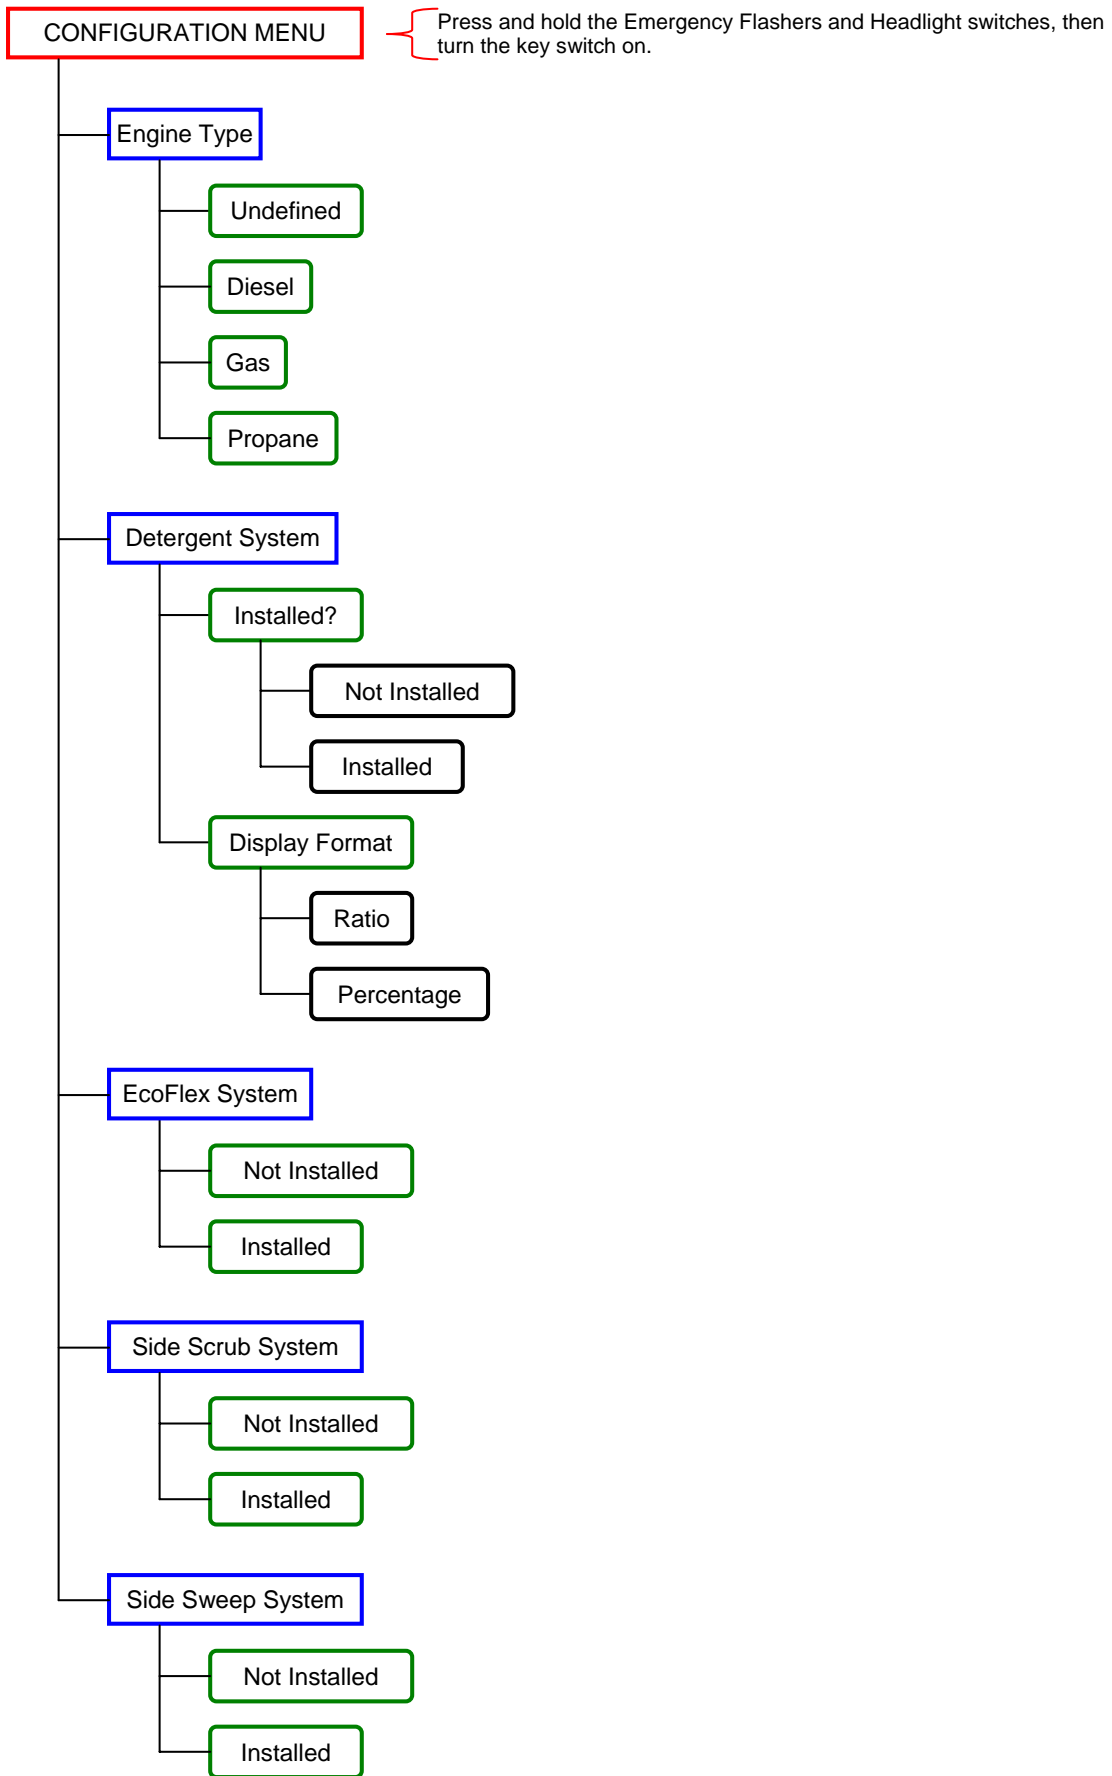 CONFIGURATION MENU
Press and hold the Emergency Flashers and Headlight switches, then
turn the key switch on.
Engine Type
Undefined
Diesel
Gas
Propane
Detergent System
Installed?
Not Installed
Installed
Display Format
Ratio
Percentage
EcoFlex System
Not Installed
Installed
Side Scrub System
Not Installed
Installed
Side Sweep System
Not Installed
Installed